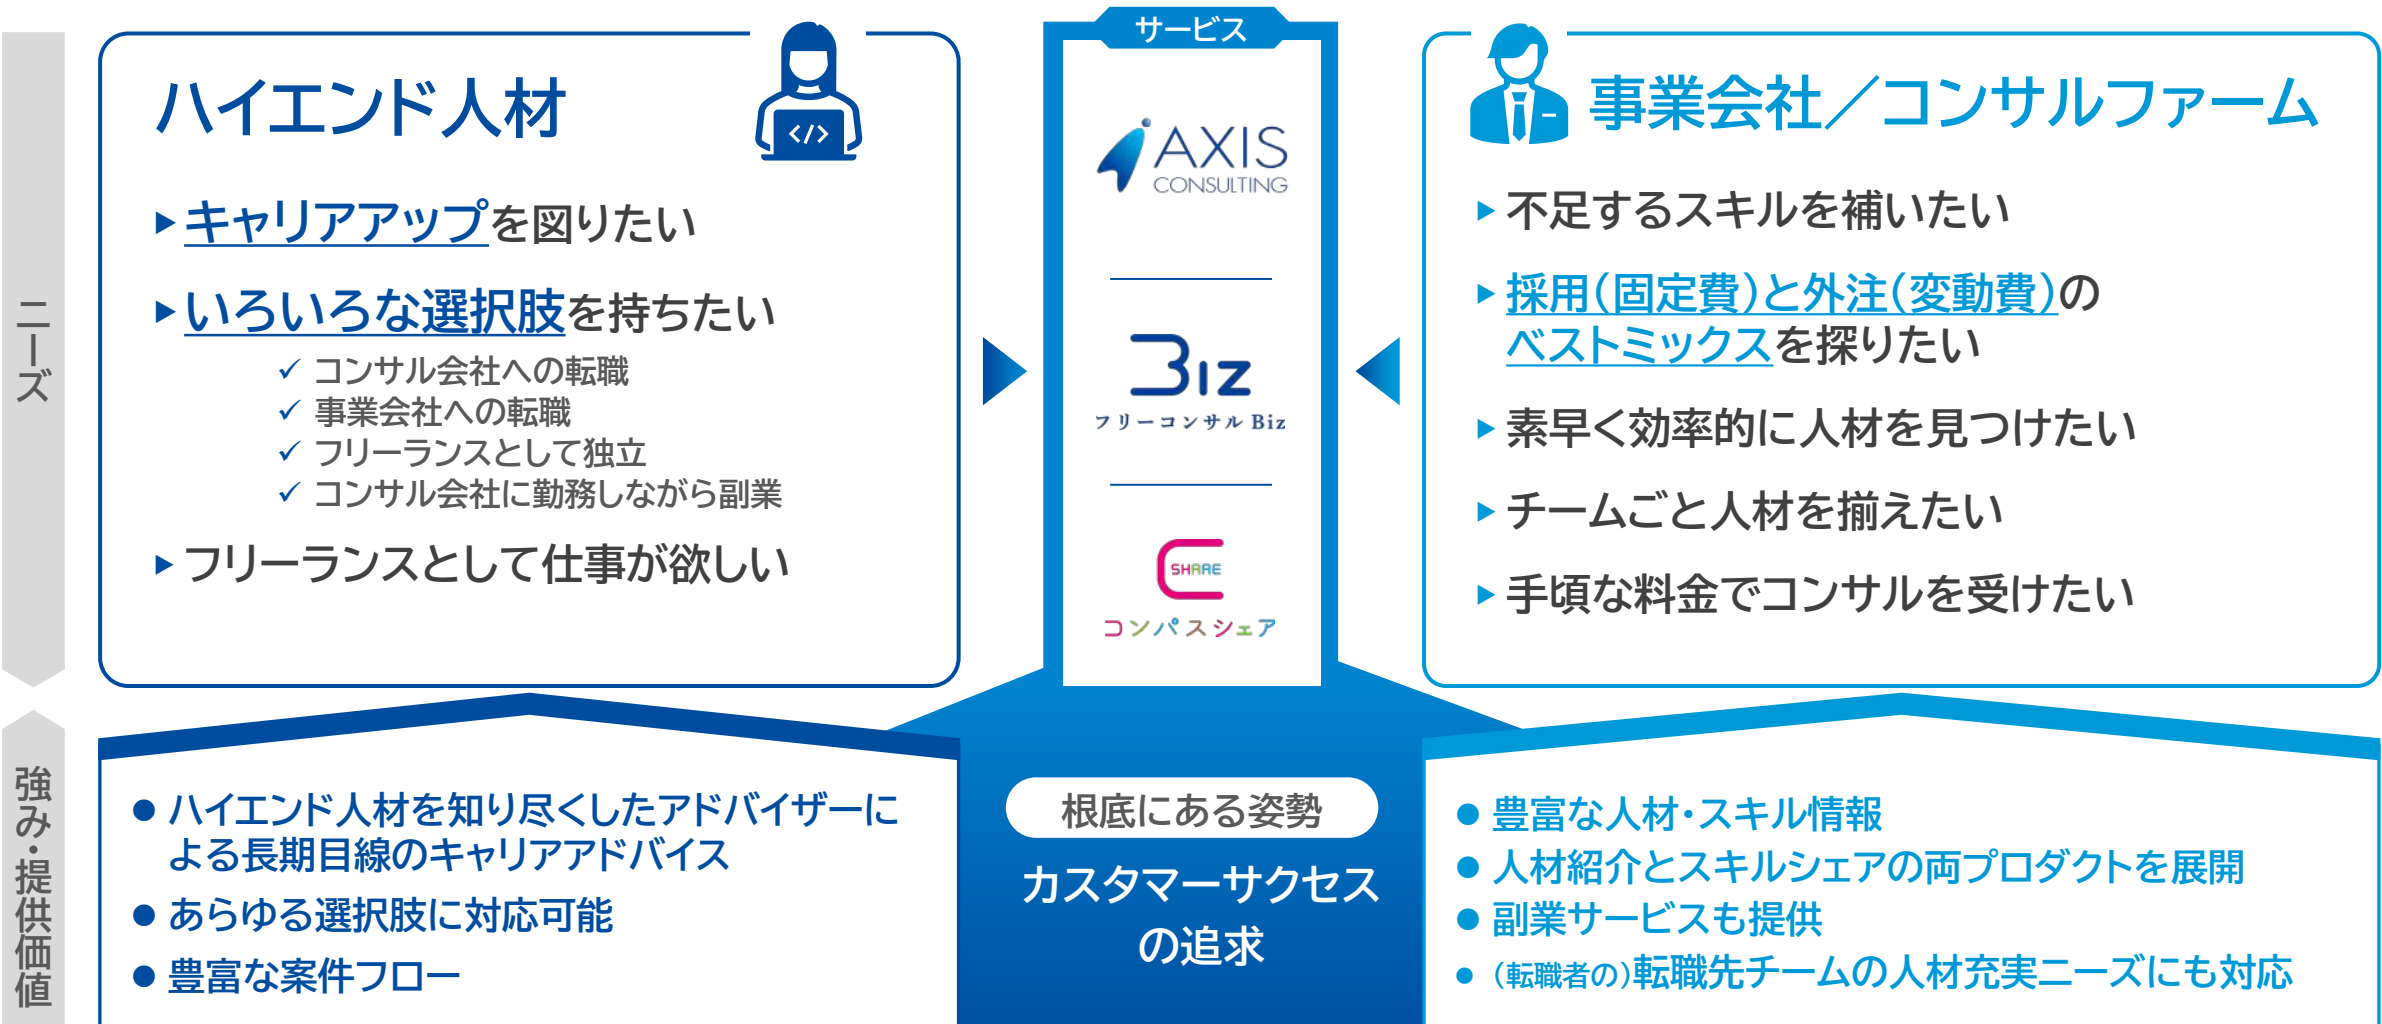 ニーズ
ハイエンド人材
</>
▶キャリアアップを図りたい
▶いろいろな選択肢を持ちたい
✓ コンサル会社への転職
✓ 事業会社への転職
✓ フリーランスとして独立
✓ コンサル会社に勤務しながら副業
▶フリーランスとして仕事が欲しい
サービス
AXIS
CONSULTING
Biz
フリーコンサルBiz
SHARE
コンパスシェア
事業会社／コンサルファーム
▶不足するスキルを補いたい
▶採用(固定費)と外注(変動費)の
ベストミックスを探りたい
▶素早く効率的に人材を見つけたい
▶チームごと人材を揃えたい
▶手頃な料金でコンサルを受けたい
強み・提供価値
●ハイエンド人材を知り尽くしたアドバイザーに
よる長期目線のキャリアアドバイス
●あらゆる選択肢に対応可能
●豊富な案件フロー
根底にある姿勢
カスタマーサクセス
の追求
●豊富な人材・スキル情報
●人材紹介とスキルシェアの両プロダクトを展開
●副業サービスも提供
●(転職者の)転職先チームの人材充実ニーズにも対応